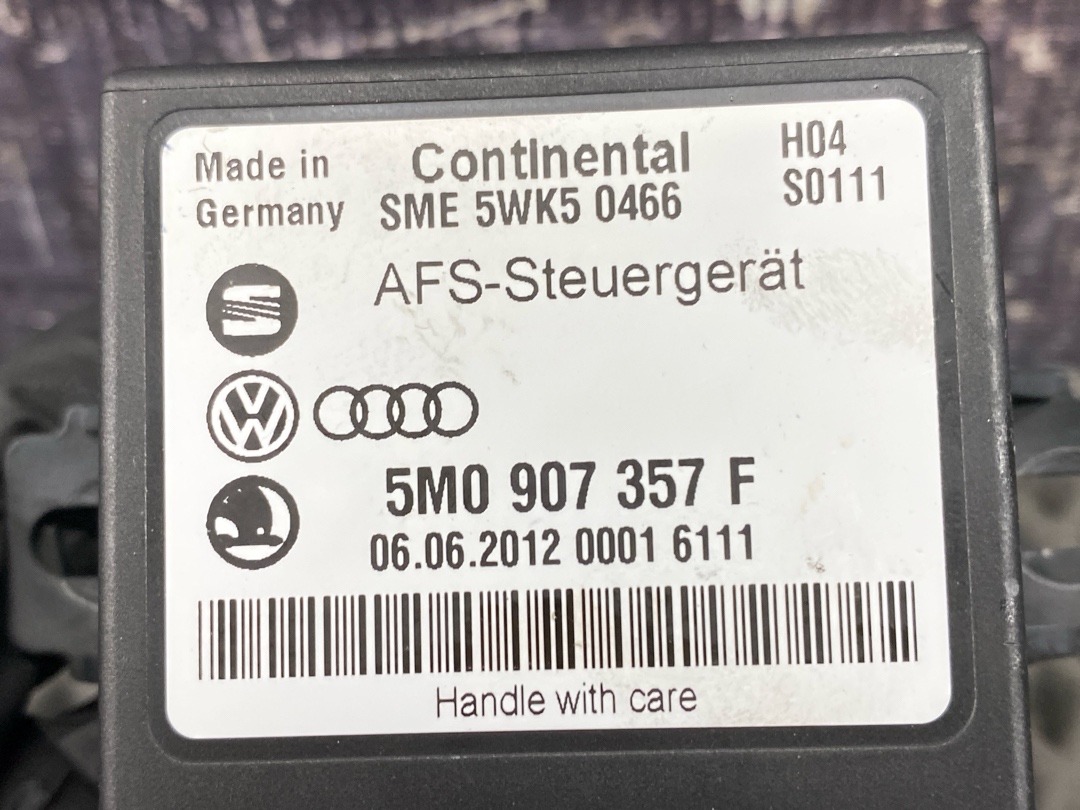 Made in
Germany
Continental
SME 5WK5 0466
H04
S0111
AFS-Steuergerät
5M0 907 357 F
06.06.2012 0001 6111
Handle with care